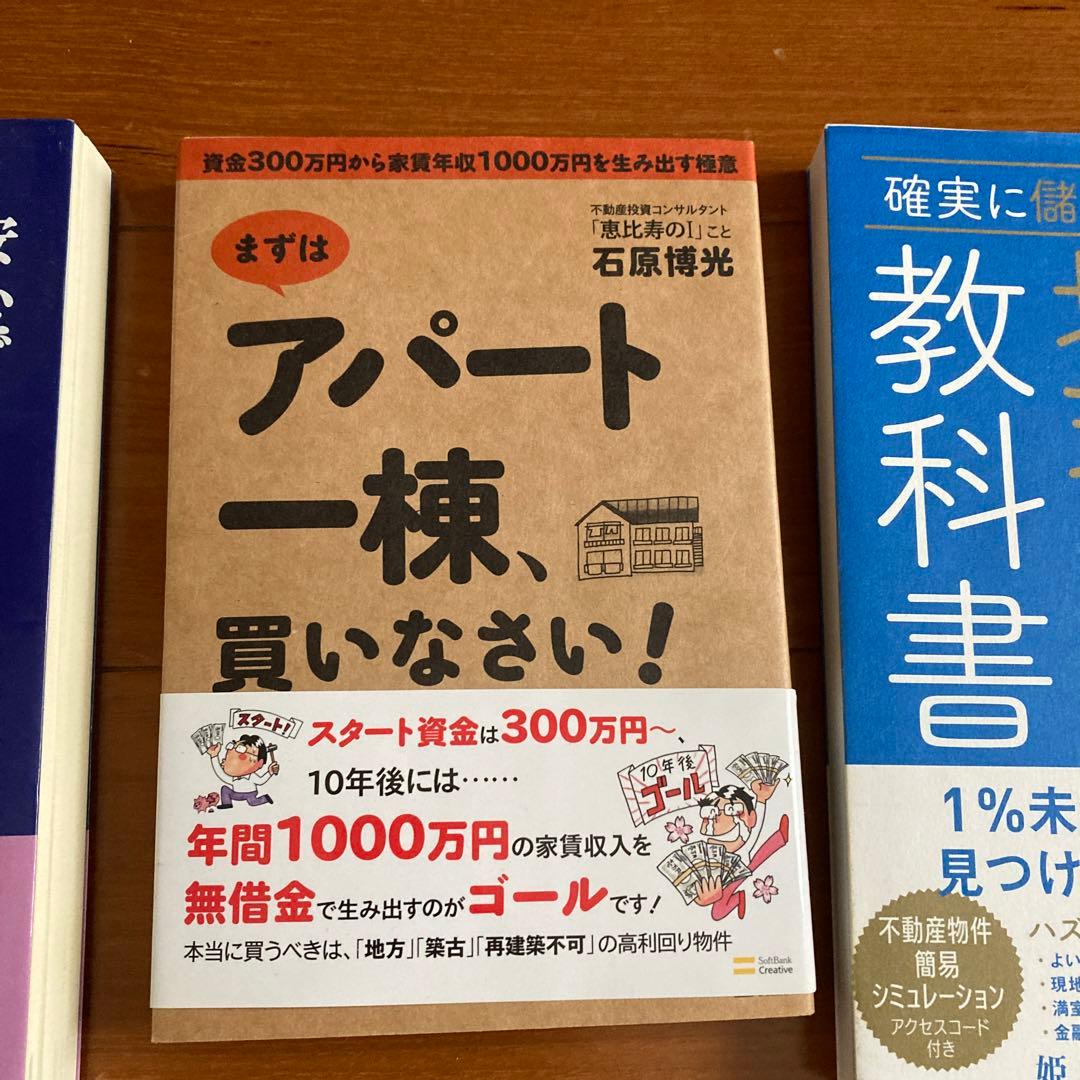 資金300万円から家賃年収1000万円を生み出す極意
不動産投資コンサルタント
「恵比寿のI」こと
石原博光
まずは
アパート
一棟、
買いなさい!
スタート!
スタート資金は300万円〜、
10年後には……
10年後
ゴール
年間1000万円の家賃収入を
無借金で生み出すのがゴールです!
本当に買うべきは、「地方」「築古」「再建築不可」の高利回り物件
SoftBank
Creative
確実に儲
教科書
1%未
見つけ
不動産物件
簡易
シミュレーション
アクセスコード
付き
ハズ
・よい
・現地
・満室
・金融
姫